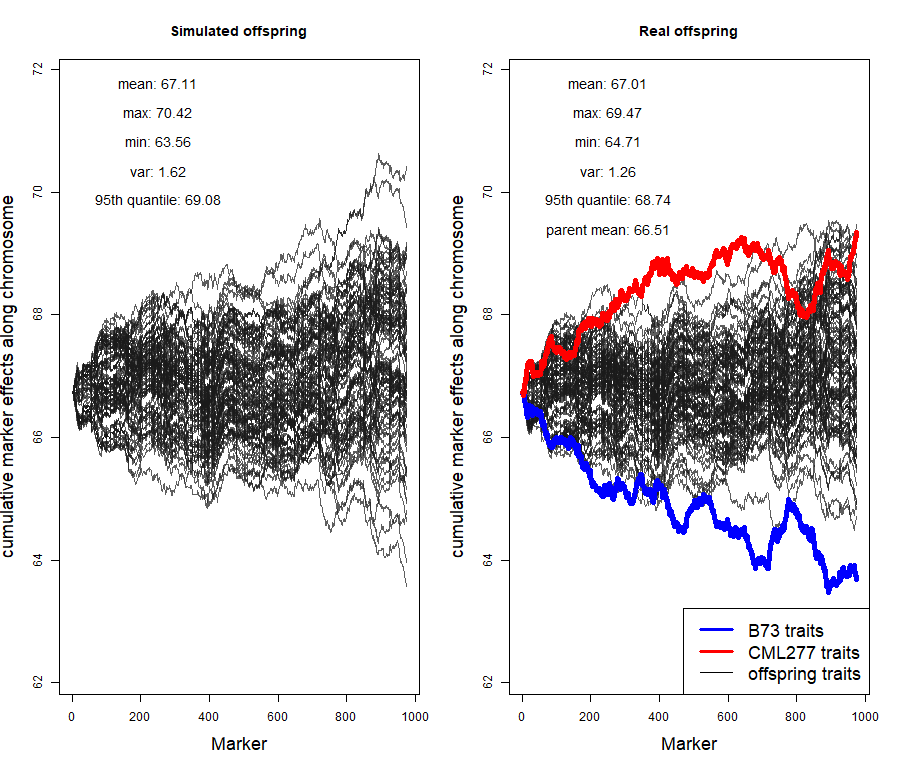 Simulated offspring
mean: 67.11
max: 70.42
min: 63.56
var: 1.62
95th quantile: 69.08
cumulative marker effects along chromosome
72
70
68
66
64
62
0
200
400
600
800
1000
Marker
Real offspring
mean: 67.01
max: 69.47
min: 64.71
var: 1.26
95th quantile: 68.74
parent mean: 66.51
cumulative marker effects along chromosome
72
70
68
66
64
62
B73 traits
CML277 traits
offspring traits
0
200
400
600
800
1000
Marker